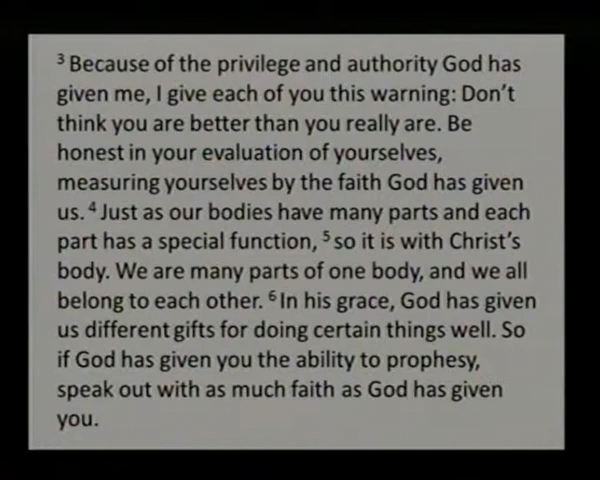 ³ Because of the privilege and authority God has
given me, I give each of you this warning: Don't
think you are better than you really are. Be
honest in your evaluation of yourselves,
measuring yourselves by the faith God has given
us. ⁴ Just as our bodies have many parts and each
part has a special function, ⁵ so it is with Christ's
body. We are many parts of one body, and we all
belong to each other. ⁶ In his grace, God has given
us different gifts for doing certain things well. So
if God has given you the ability to prophesy,
speak out with as much faith as God has given
you.